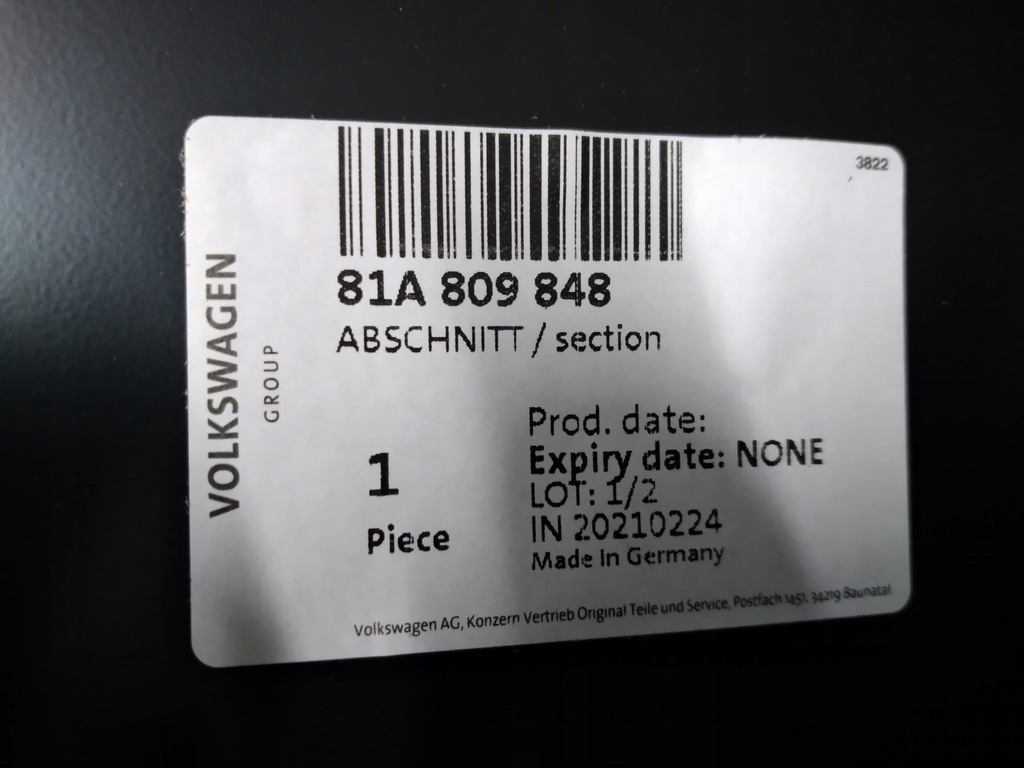 3822
81A 809 848
ABSCHNITT / section
VOLKSWAGEN
GROUP
1
Piece
Prod. date:
Expiry date: NONE
LOT: 1/2
IN 20210224
Made In Germany
Volkswagen AG, Konzern Vertrieb Original Teile und Service, Postfach 1451, 34219 Baunatal